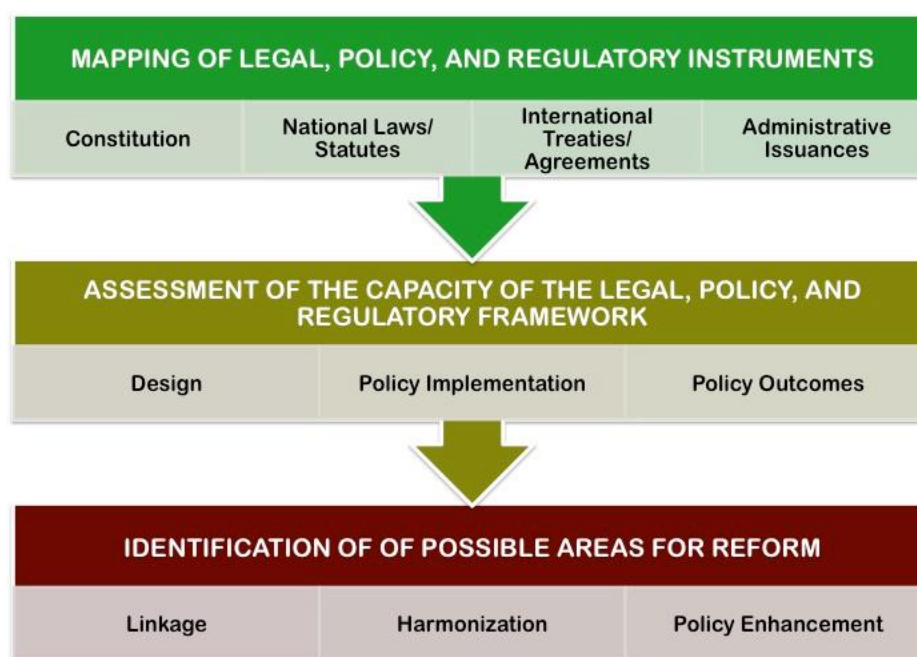 MAPPING OF LEGAL, POLICY, AND REGULATORY INSTRUMENTS
Constitution
National Laws/
Statutes
International
Treaties/
Agreements
Administrative
Issuances
ASSESSMENT OF THE CAPACITY OF THE LEGAL, POLICY, AND
REGULATORY FRAMEWORK
Design
Policy Implementation
Policy Outcomes
IDENTIFICATION OF OF POSSIBLE AREAS FOR REFORM
Linkage
Harmonization
Policy Enhancement